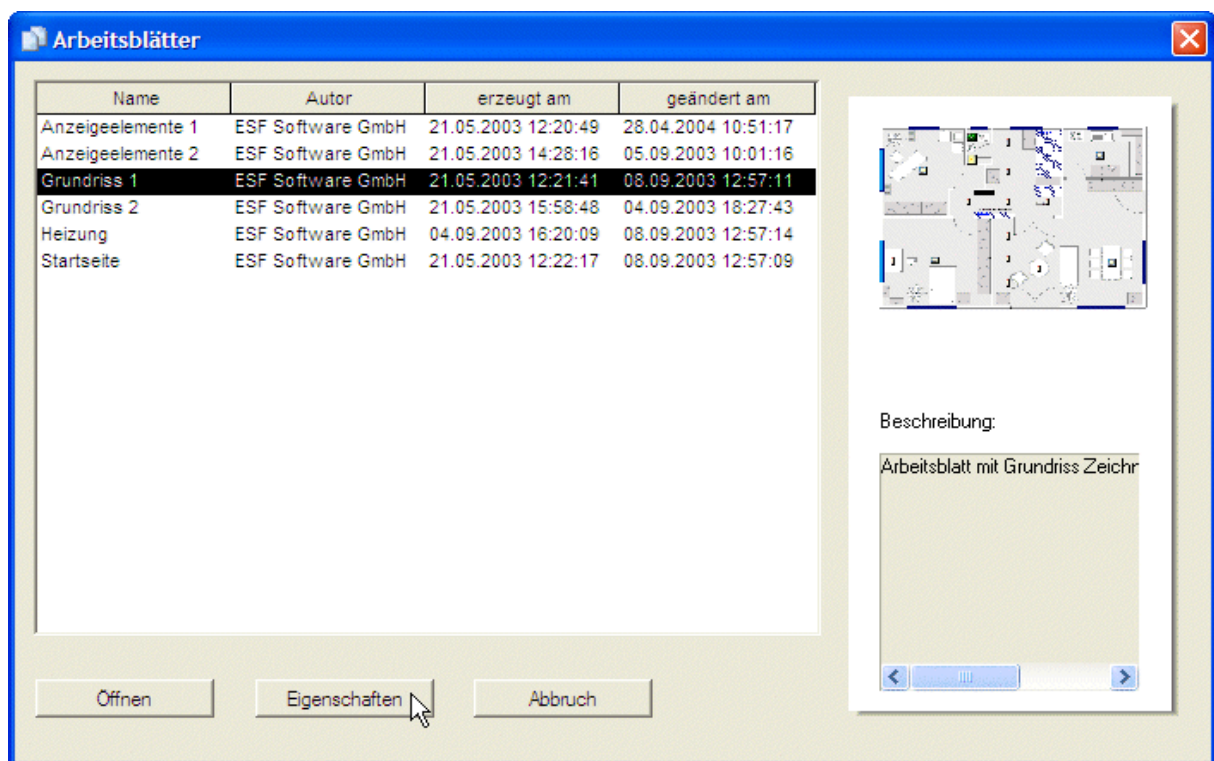 Arbeitsblätter
Name Autor erzeugt am geändert am
Anzeigeelemente 1 ESF Software GmbH 21.05.2003 12:20:49 28.04.2004 10:51:17
Anzeigeelemente 2 ESF Software GmbH 21.05.2003 14:28:16 05.09.2003 10:01:16
Grundriss 1 ESF Software GmbH 21.05.2003 12:21:41 08.09.2003 12:57:11
Grundriss 2 ESF Software GmbH 21.05.2003 15:58:48 04.09.2003 18:27:43
Heizung ESF Software GmbH 04.09.2003 16:20:09 08.09.2003 12:57:14
Startseite ESF Software GmbH 21.05.2003 12:22:17 08.09.2003 12:57:09
Beschreibung:
Arbeitsblatt mit Grundriss Zeichr
Öffnen Eigenschaften Abbruch